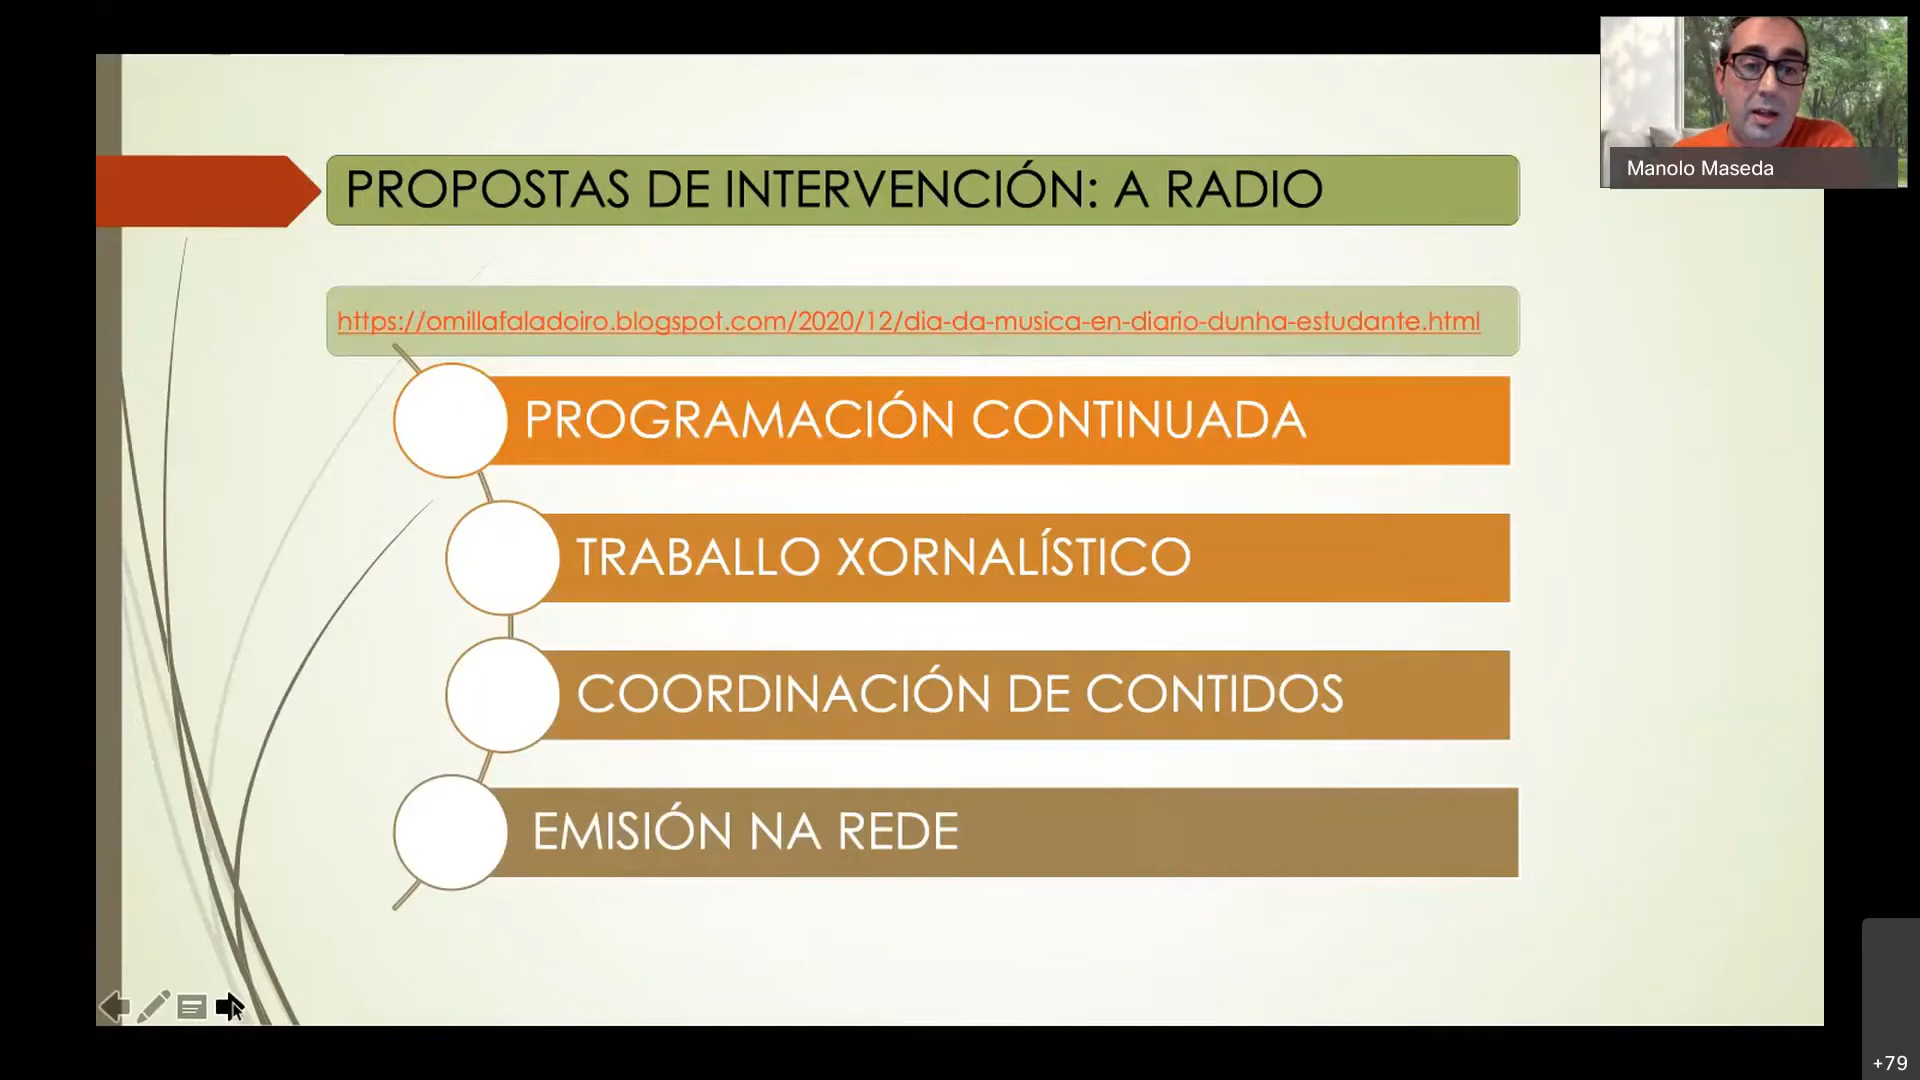 Manolo Maseda
PROPOSTAS DE INTERVENCIÓN: A RADIO
https://omillafaladoiro.blogspot.com/2020/12/dia-da-musica-en-diario-dunha-estudante.html
PROGRAMACIÓN CONTINUADA
TRABALLO XORNALÍSTICO
COORDINACIÓN DE CONTIDOS
EMISIÓN NA REDE
+79